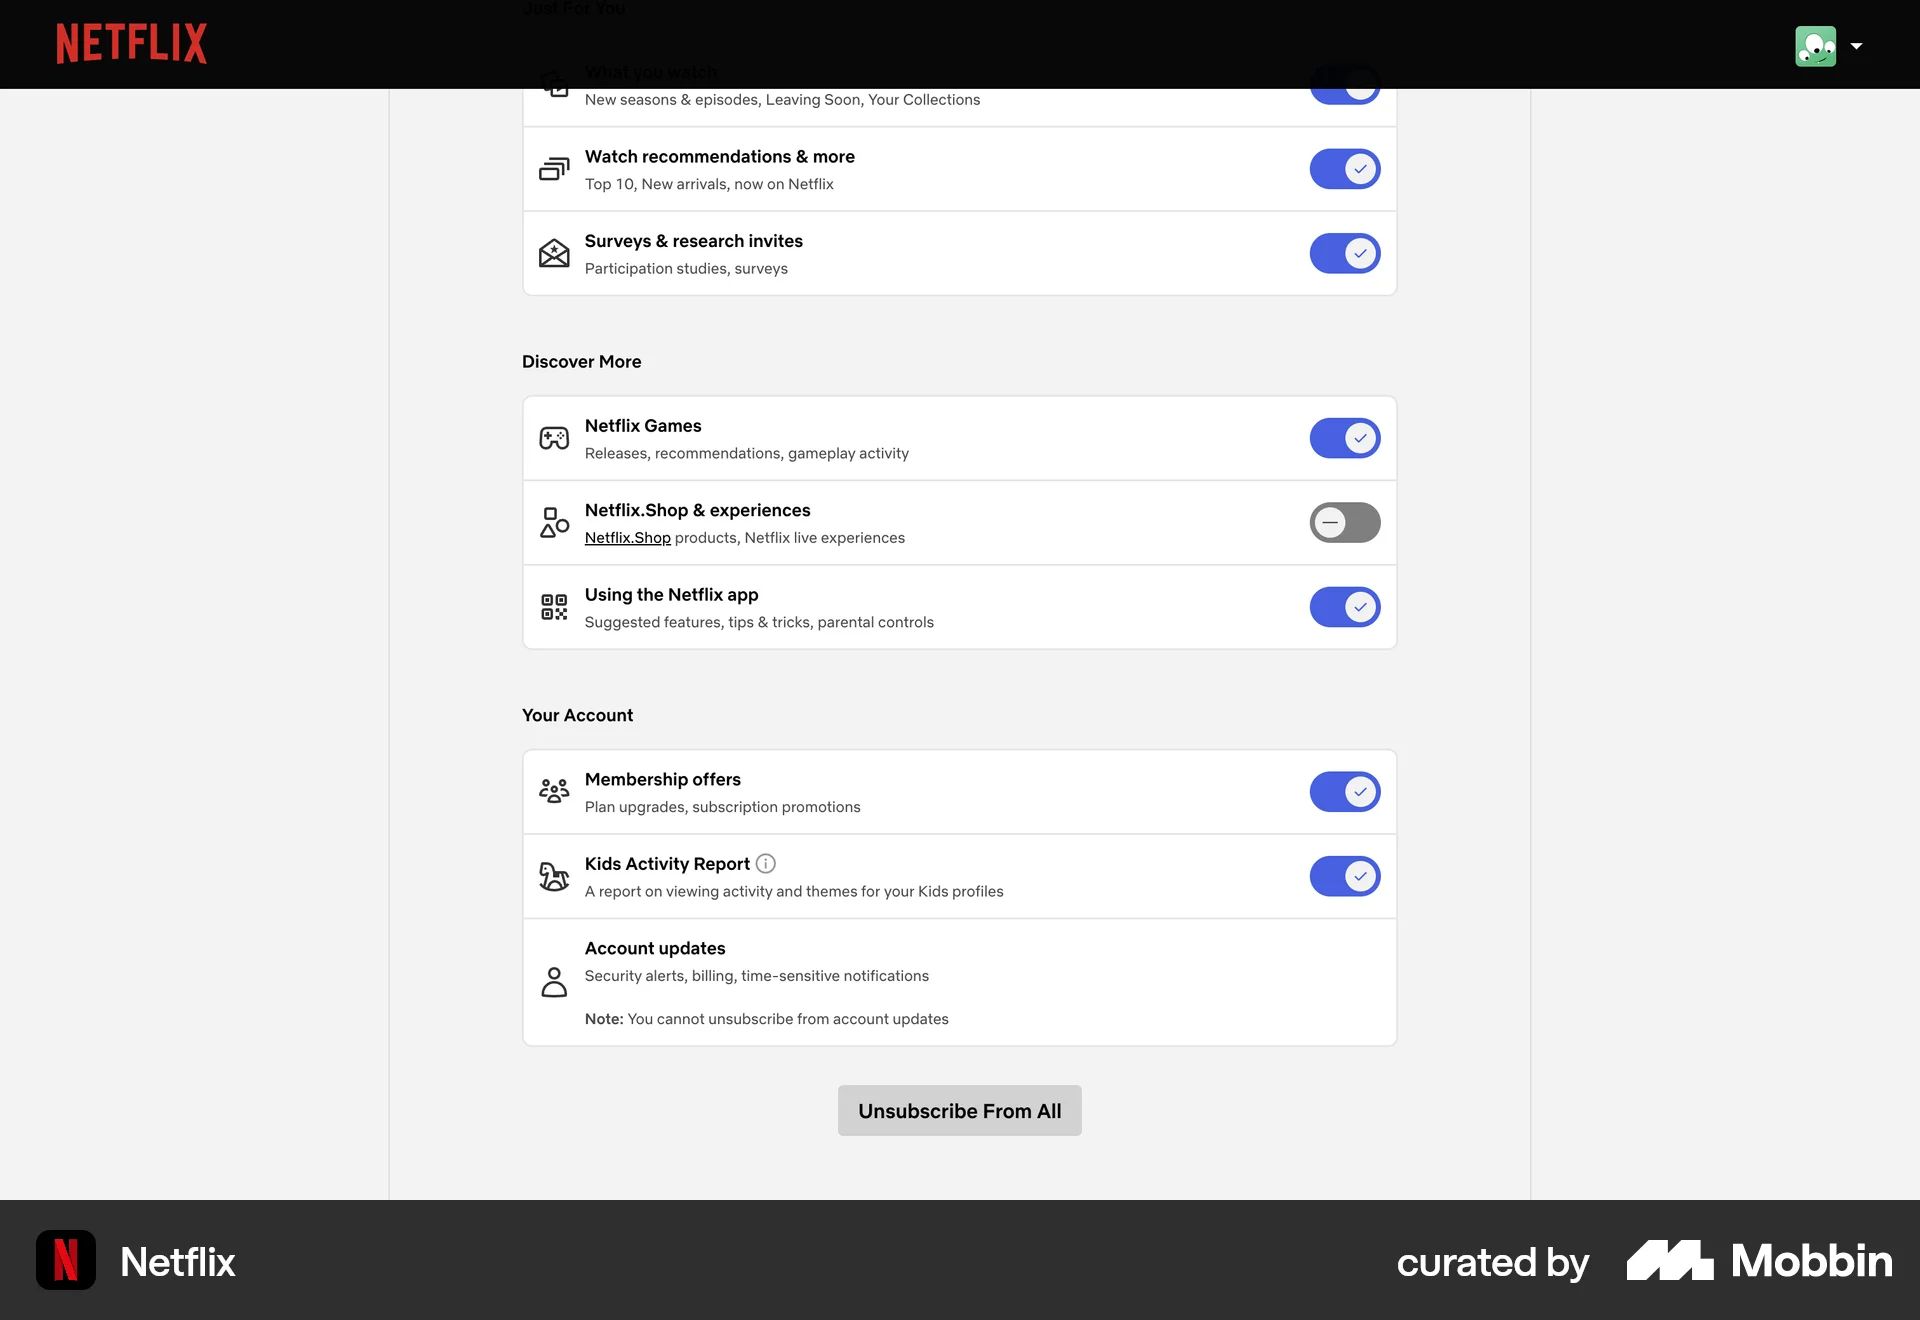 Just For You
NETFLIX
What you watch
New seasons & episodes, Leaving Soon, Your Collections
Watch recommendations & more
Top 10, New arrivals, now on Netflix
Surveys & research invites
Participation studies, surveys
Discover More
Netflix Games
Releases, recommendations, gameplay activity
Netflix.Shop & experiences
Netflix.Shop products, Netflix live experiences
Using the Netflix app
Suggested features, tips & tricks, parental controls
Your Account
Membership offers
Plan upgrades, subscription promotions
Kids Activity Report
A report on viewing activity and themes for your Kids profiles
Account updates
Security alerts, billing, time-sensitive notifications
Note: You cannot unsubscribe from account updates
Unsubscribe From All
N Netflix
curated by Mobbin